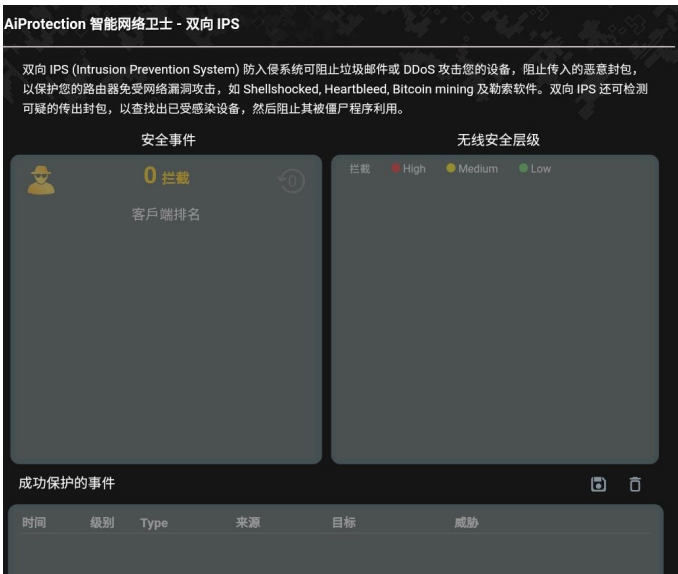 AiProtection 智能网络卫士 - 双向 IPS
双向 IPS (Intrusion Prevention System) 防入侵系统可阻止垃圾邮件或 DDoS 攻击您的设备，阻止传入的恶意封包，
以保护您的路由器免受网络漏洞攻击，如 Shellshocked, Heartbleed, Bitcoin mining 及勒索软件。双向 IPS 还可检测
可疑的传出封包，以查找出已受感染设备，然后阻止其被僵尸程序利用。
安全事件
0 拦截
0
客戶端排名
无线安全层级
拦截 High Medium Low
成功保护的事件
时间 级别 Type 来源 目标 威胁